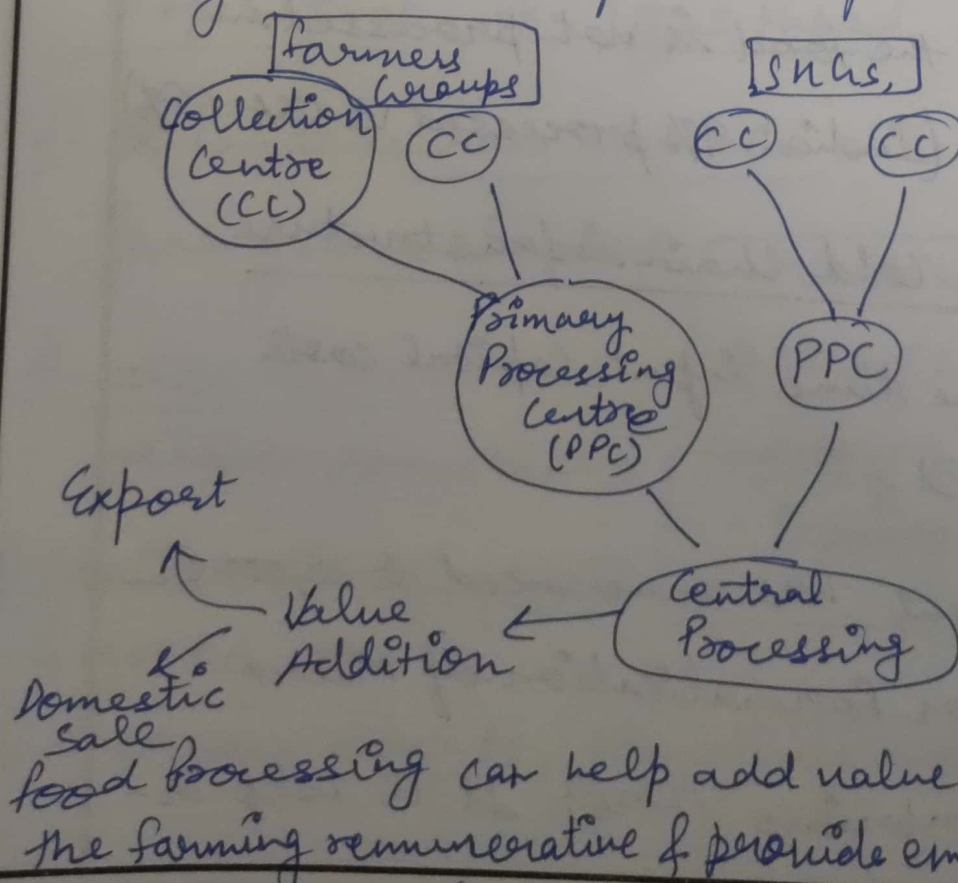 Farmers
Groups
SHGs,
Collection
Centre
(CC)
CC
CC
CC
Primary
Processing
Centre
(PPC)
PPC
Export
Value
Addition
Central
Processing
Domestic
Sale
food Processing can help add value
the farming remunerative & provide em